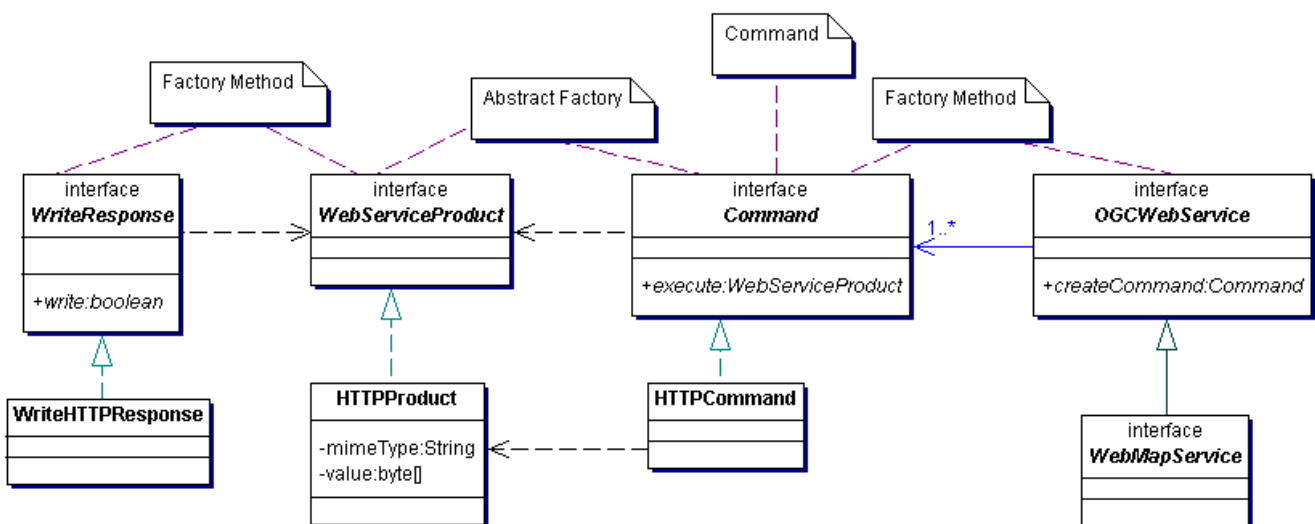 Command
Factory Method
Abstract Factory
Factory Method
interface
WriteResponse
+write:boolean
interface
WebServiceProduct
interface
Command
+execute:WebServiceProduct
1..*
interface
OGCWebService
+createCommand:Command
WriteHTTPResponse
HTTPProduct
-mimeType:String
-value:byte[]
HTTPCommand
interface
WebMapService